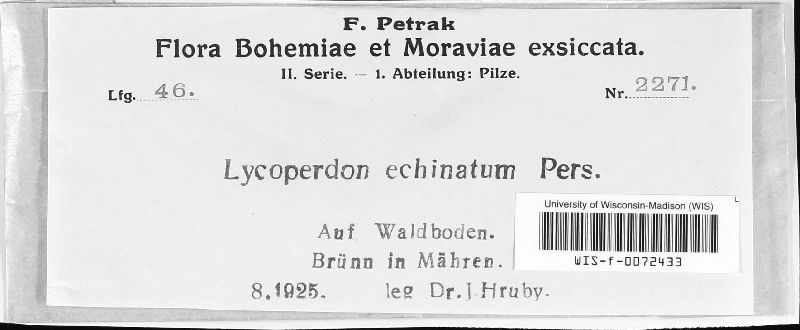 F. Petrak
Flora Bohemiae et Moraviae exsiccata.
II. Serie. — 1. Abteilung: Pilze.
Lfg. 46. Nr. 2271.
Lycoperdon echinatum Pers.
University of Wisconsin-Madison (WIS)
WIS-f-0072433
Auf Waldboden.
Brünn in Mähren.
8.1925. leg Dr. J. Hruby.